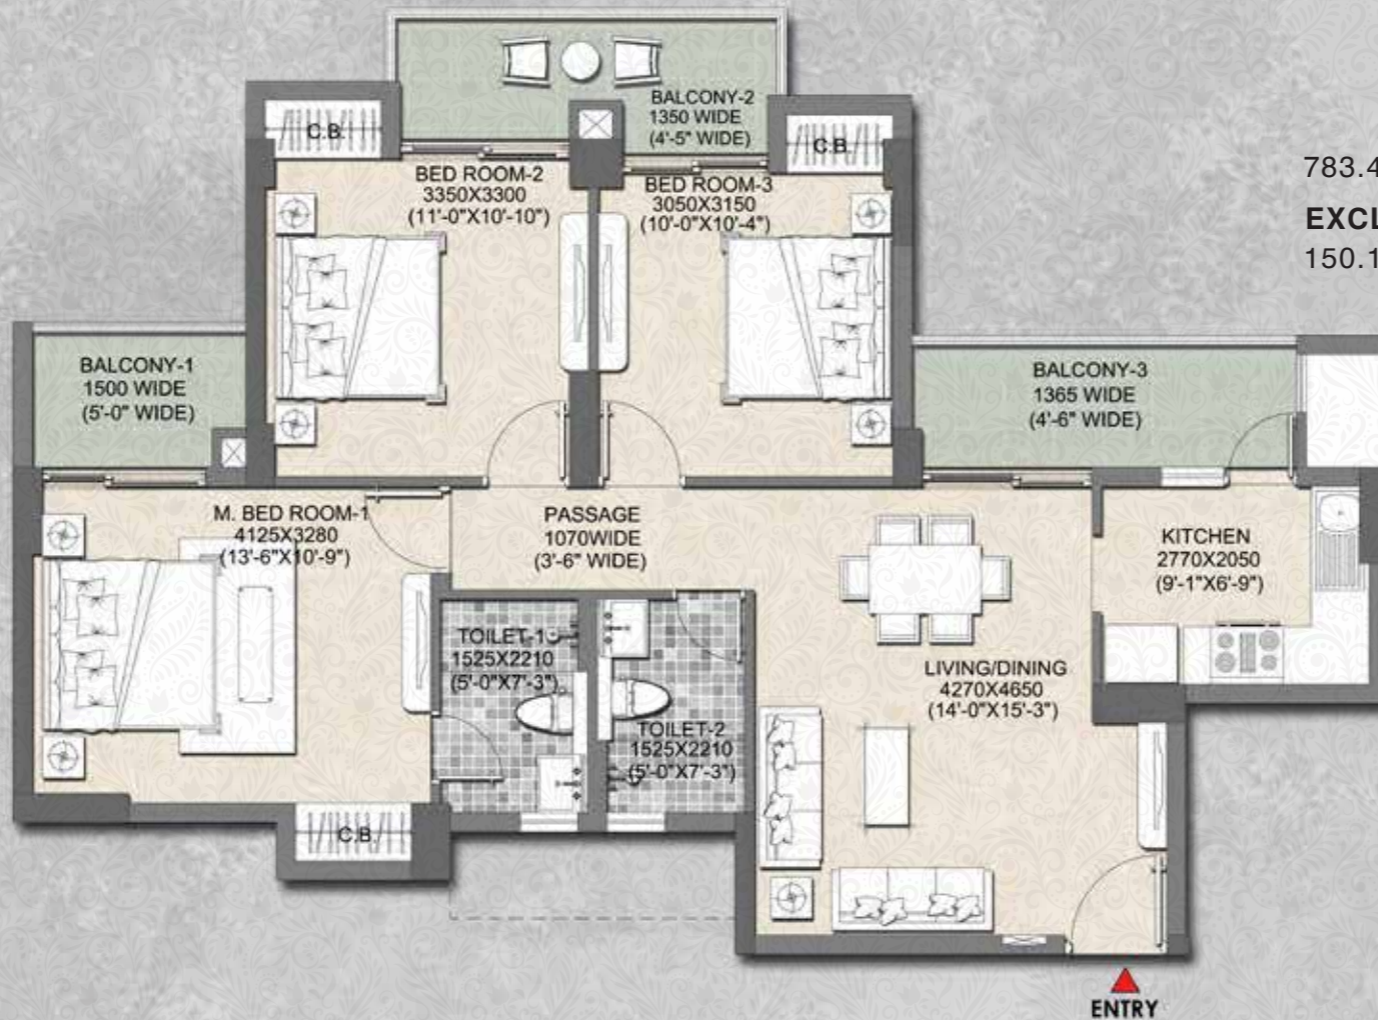 BALCONY-2
1350 WIDE
(4'-5" WIDE)
C.B.
C.B.
BED ROOM-2
3350X3300
(11'-0"X10'-10")
BED ROOM-3
3050X3150
(10'-0"X10'-4")
783.4
EXCL
150.1
BALCONY-1
1500 WIDE
(5'-0" WIDE)
BALCONY-3
1365 WIDE
(4'-6" WIDE)
M. BED ROOM-1
4125X3280
(13'-6"X10'-9")
PASSAGE
1070WIDE
(3'-6" WIDE)
KITCHEN
2770X2050
(9'-1"X6'-9")
TOILET-1
1525X2210
(5'-0"X7'-3")
TOILET-2
1525X2210
(5'-0"X7'-3")
LIVING/DINING
4270X4650
(14'-0"X15'-3")
C.B.
ENTRY